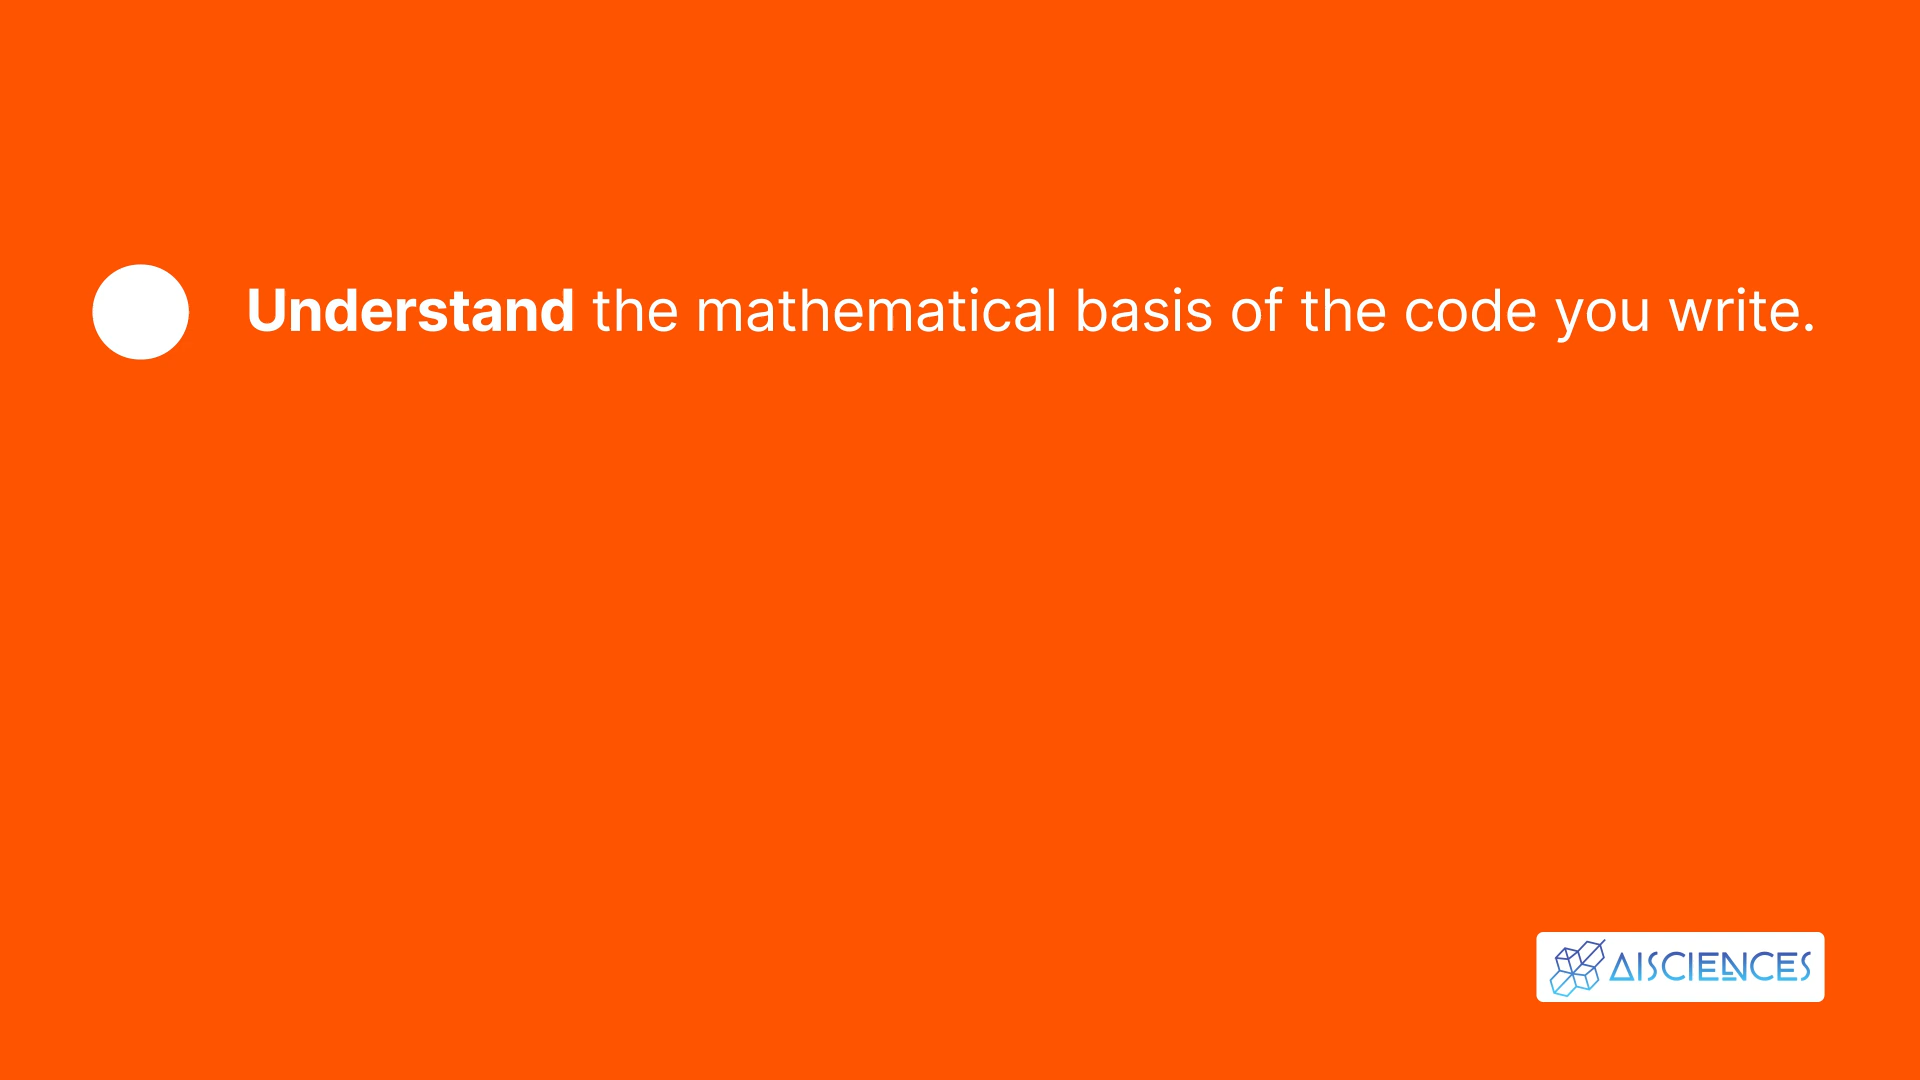 Understand the mathematical basis of the code you write.
AISCIENCES